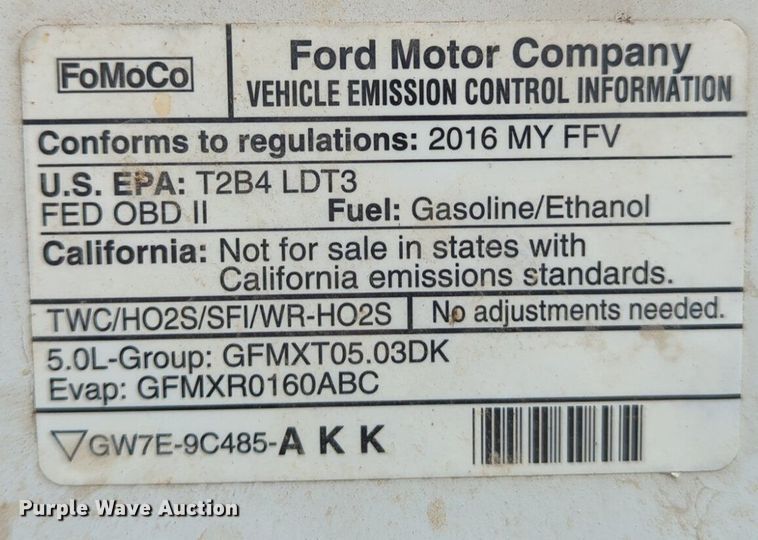 FoMoCo
Ford Motor Company
VEHICLE EMISSION CONTROL INFORMATION
Conforms to regulations: 2016 MY FFV
U.S. EPA: T2B4 LDT3
FED OBD II Fuel: Gasoline/Ethanol
California: Not for sale in states with
California emissions standards.
TWC/HO2S/SFI/WR-HO2S No adjustments needed.
5.0L-Group: GFMXT05.03DK
Evap: GFMXR0160ABC
GW7E-9C485-AKK
Purple Wave Auction